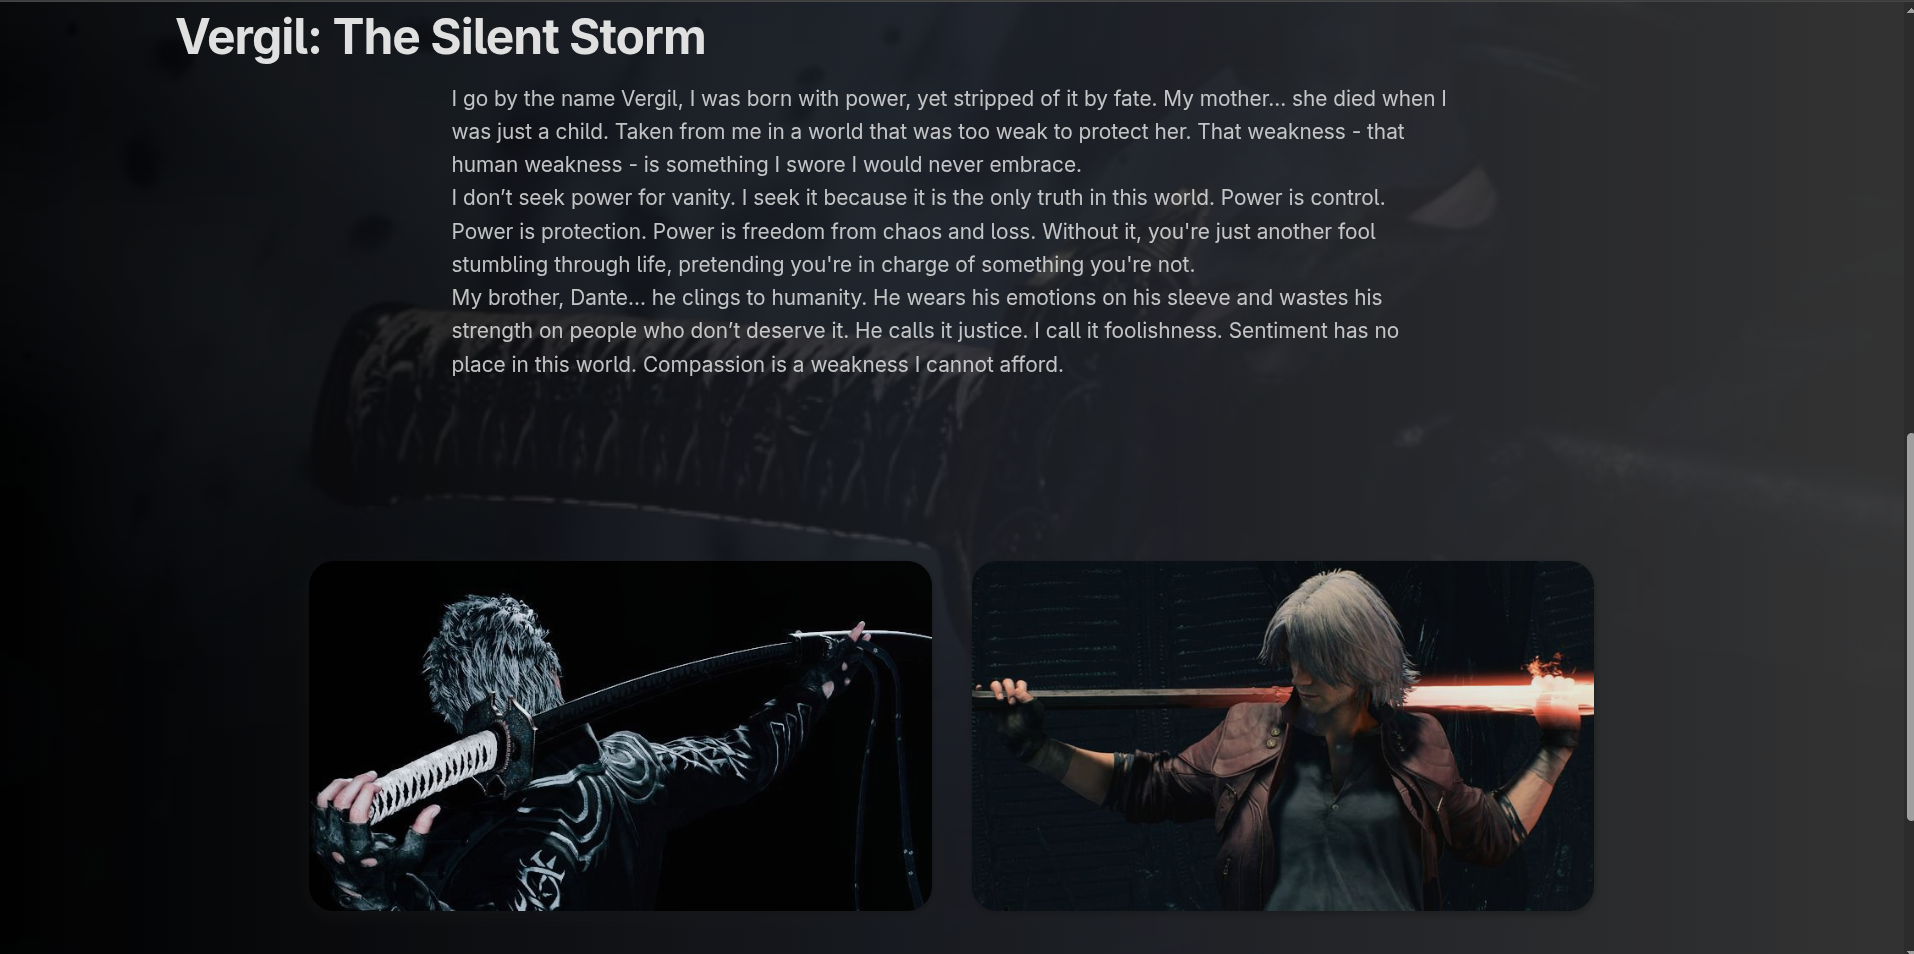 Vergil: The Silent Storm
I go by the name Vergil, I was born with power, yet stripped of it by fate. My mother... she died when I
was just a child. Taken from me in a world that was too weak to protect her. That weakness - that
human weakness - is something I swore I would never embrace.
I don’t seek power for vanity. I seek it because it is the only truth in this world. Power is control.
Power is protection. Power is freedom from chaos and loss. Without it, you're just another fool
stumbling through life, pretending you're in charge of something you're not.
My brother, Dante... he clings to humanity. He wears his emotions on his sleeve and wastes his
strength on people who don’t deserve it. He calls it justice. I call it foolishness. Sentiment has no
place in this world. Compassion is a weakness I cannot afford.